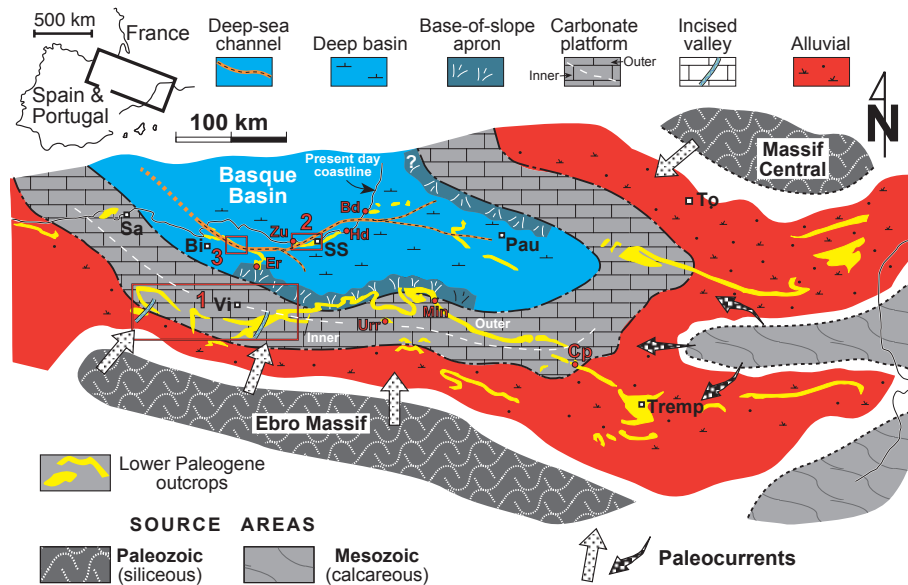 500 km
France
Spain &
Portugal
Deep-sea
channel
Deep basin
Base-of-slope
apron
Carbonate
platform
Inner
Outer
Incised
valley
Alluvial
100 km
N
Massif
Central
Present day
coastline
?
Basque
Basin
To
Sa
Bi
3
Zu
2
SS
Bd
Hd
Pau
Er
1
Vi
Min
Urr
Outer
Inner
Cp
Tremp
Ebro Massif
Lower Paleogene
outcrops
SOURCE AREAS
Paleozoic
(siliceous)
Mesozoic
(calcareous)
Paleocurrents